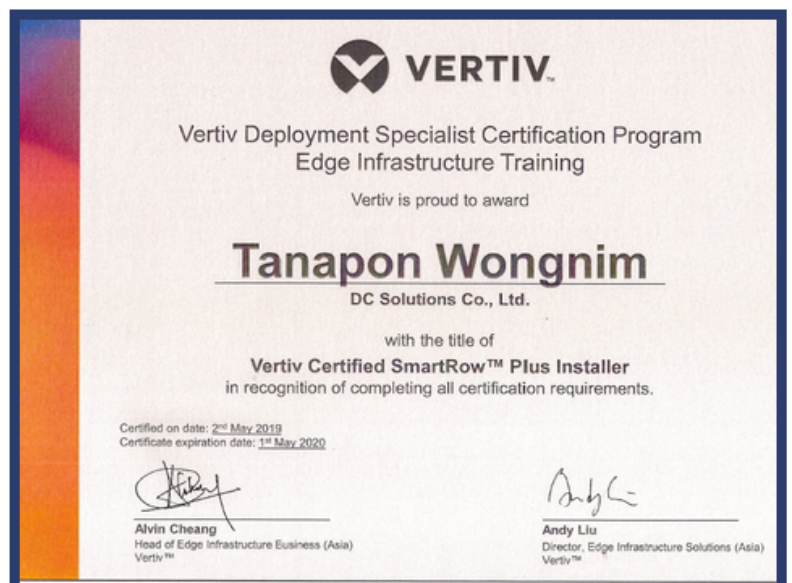 VERTIV™
Vertiv Deployment Specialist Certification Program
Edge Infrastructure Training
Vertiv is proud to award
Tanapon Wongnim
DC Solutions Co., Ltd.
with the title of
Vertiv Certified SmartRow™ Plus Installer
in recognition of completing all certification requirements.
Certified on date: 2nd May 2019
Certificate expiration date: 1st May 2020
Alvin Cheang
Head of Edge Infrastructure Business (Asia)
Vertiv™
Andy Liu
Director, Edge Infrastructure Solutions (Asia)
Vertiv™